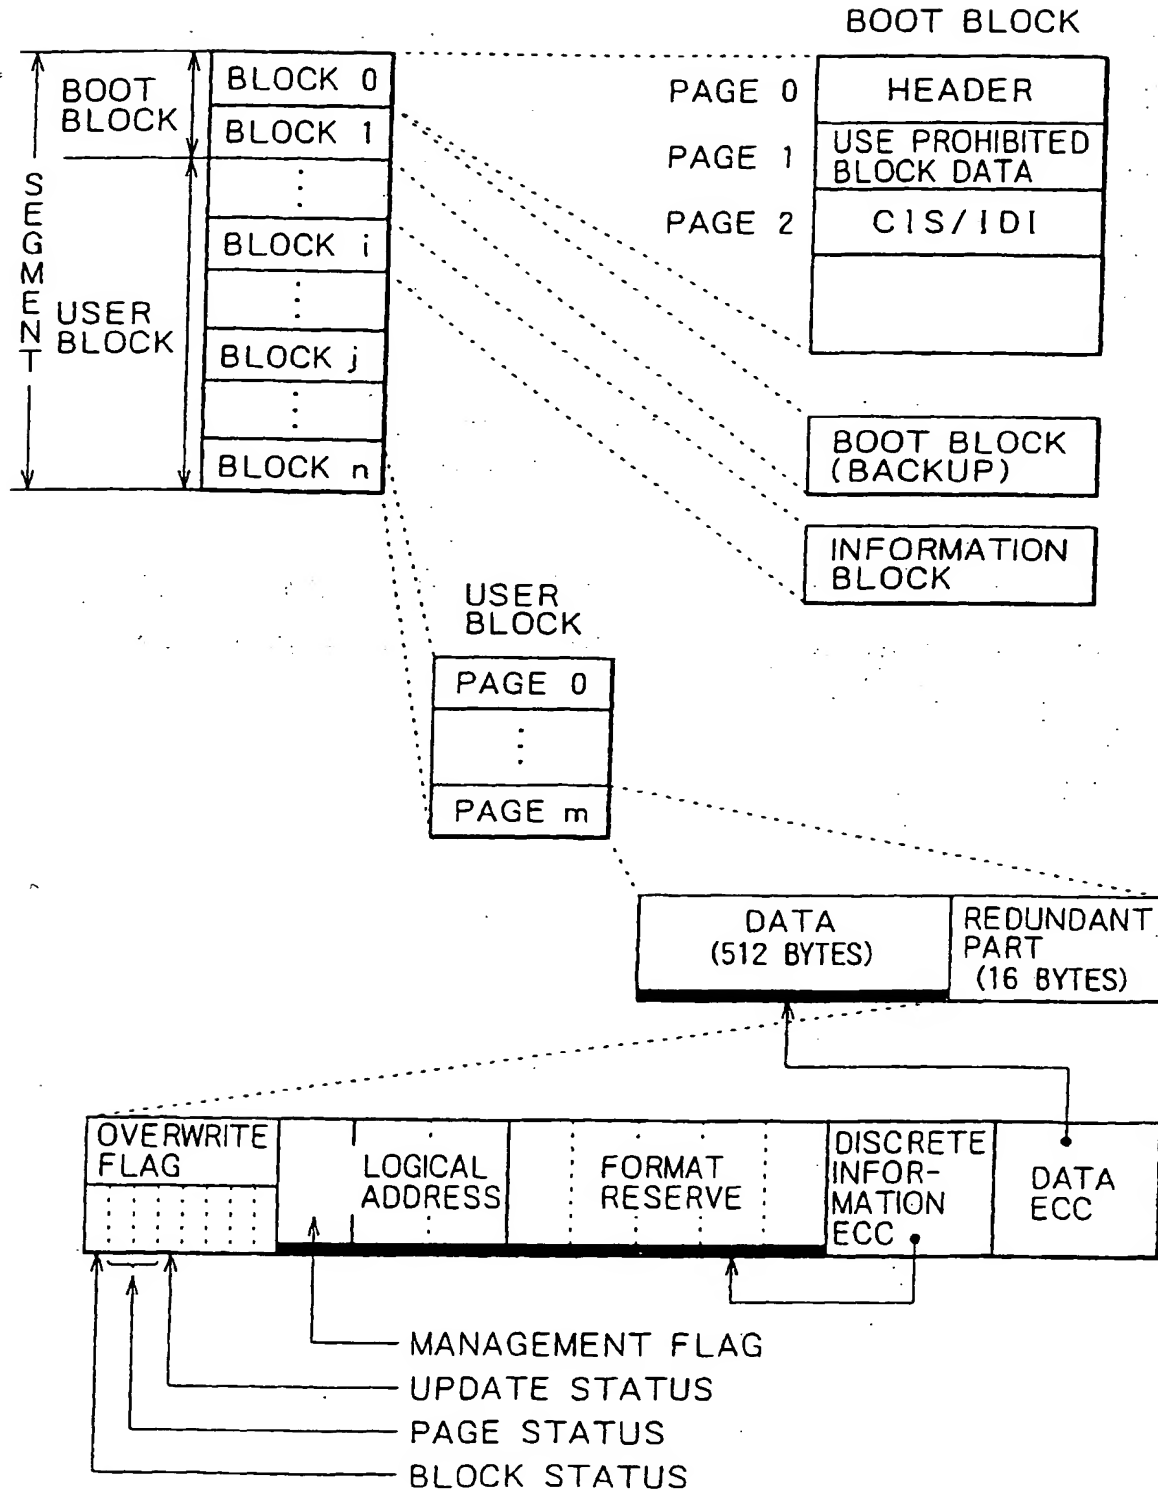 BOOT BLOCK
BOOT
BLOCK
SEGMENT
USER
BLOCK
BLOCK 0
BLOCK 1
BLOCK i
BLOCK j
BLOCK n
PAGE 0
HEADER
PAGE 1
USE PROHIBITED
BLOCK DATA
PAGE 2
CIS/IDI
BOOT BLOCK
(BACKUP)
INFORMATION
BLOCK
USER
BLOCK
PAGE 0
PAGE m
DATA
(512 BYTES)
REDUNDANT
PART
(16 BYTES)
OVERWRITE
FLAG
LOGICAL
ADDRESS
FORMAT
RESERVE
DISCRETE
INFOR-
MATION
ECC
DATA
ECC
MANAGEMENT FLAG
UPDATE STATUS
PAGE STATUS
BLOCK STATUS